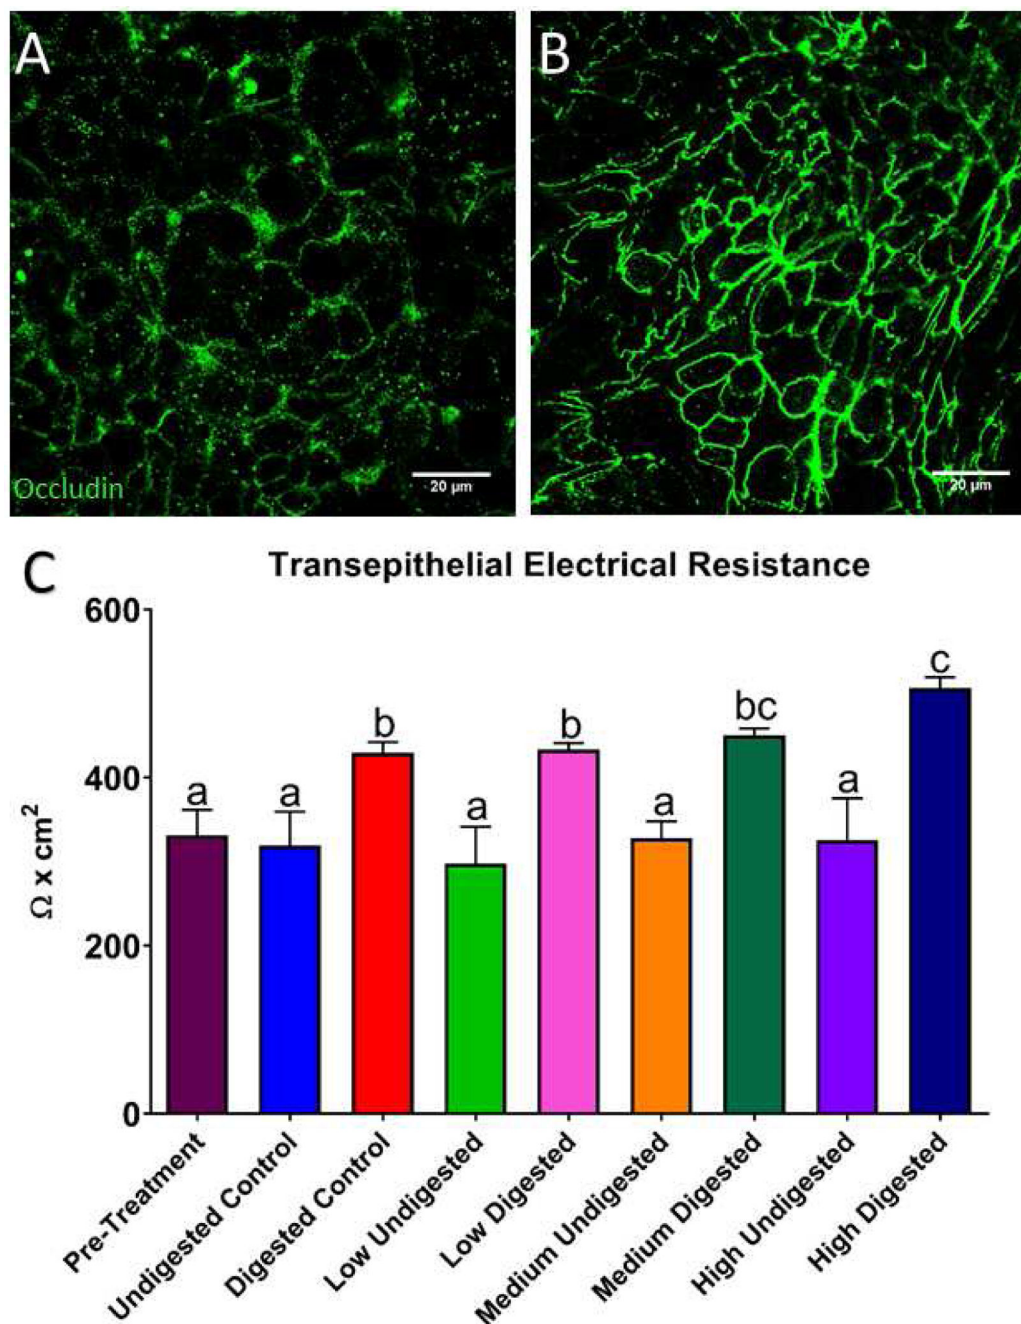 A
B
Occludin
20 µm
20 µm
C
Transepithelial Electrical Resistance
600
400
200
0
Ω x cm²
a
a
b
a
b
a
bc
a
c
Pre-Treatment
Undigested Control
Digested Control
Low Undigested
Low Digested
Medium Undigested
Medium Digested
High Undigested
High Digested